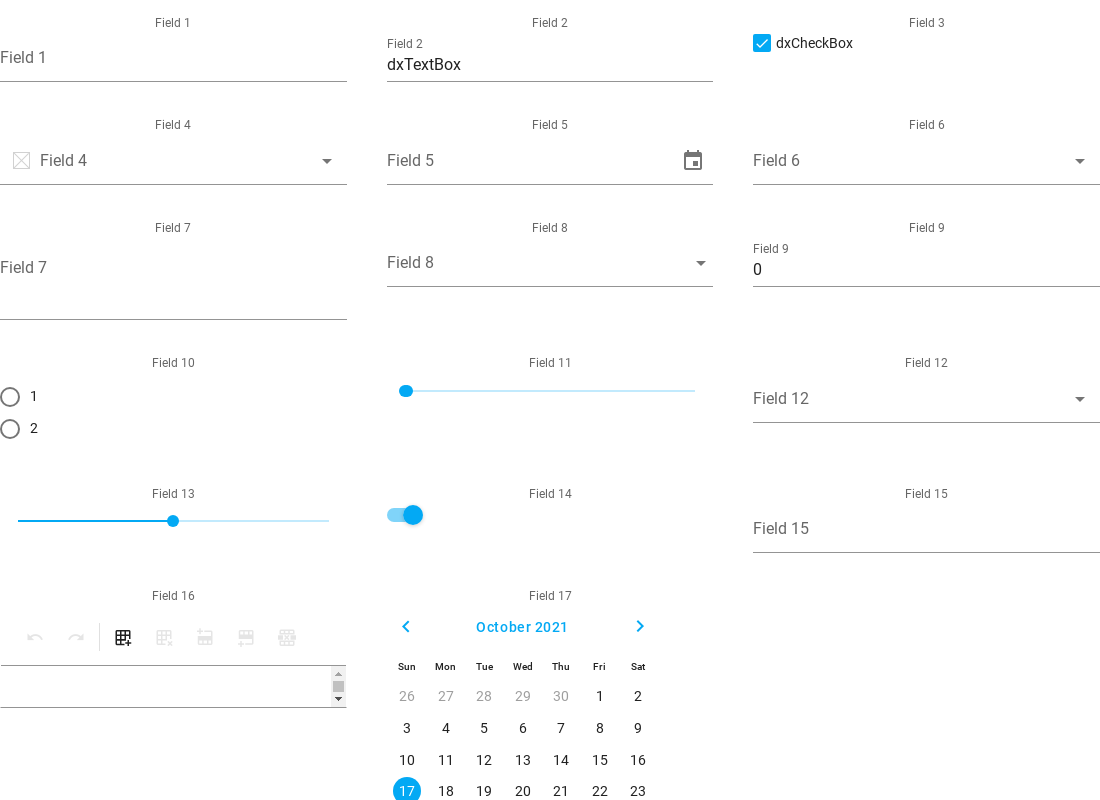 Field 1
Field 1
Field 2
Field 2
dxTextBox
Field 3
dxCheckBox
Field 4
Field 4
Field 5
Field 5
Field 6
Field 6
Field 7
Field 7
Field 8
Field 8
Field 9
Field 9
0
Field 10
1
2
Field 11
Field 12
Field 12
Field 13
Field 14
Field 15
Field 15
Field 16
Field 17
October 2021
Sun Mon Tue Wed Thu Fri Sat
26 27 28 29 30 1 2
3 4 5 6 7 8 9
10 11 12 13 14 15 16
17 18 19 20 21 22 23